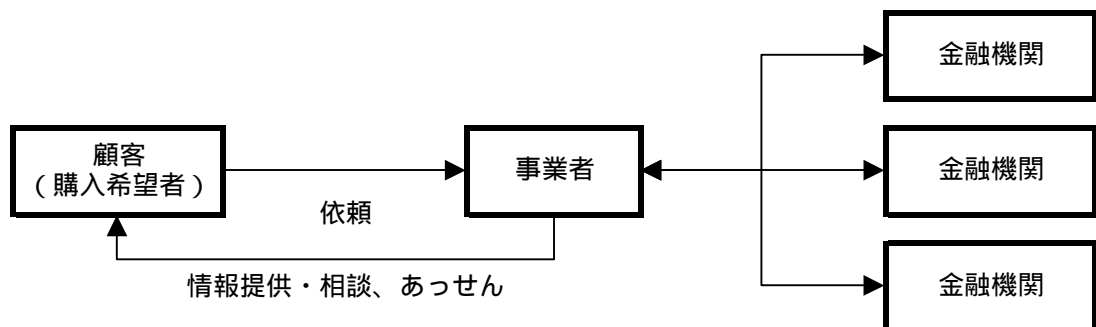 金融機関
顧客
（購入希望者）
事業者
金融機関
依頼
情報提供・相談、あっせん
金融機関